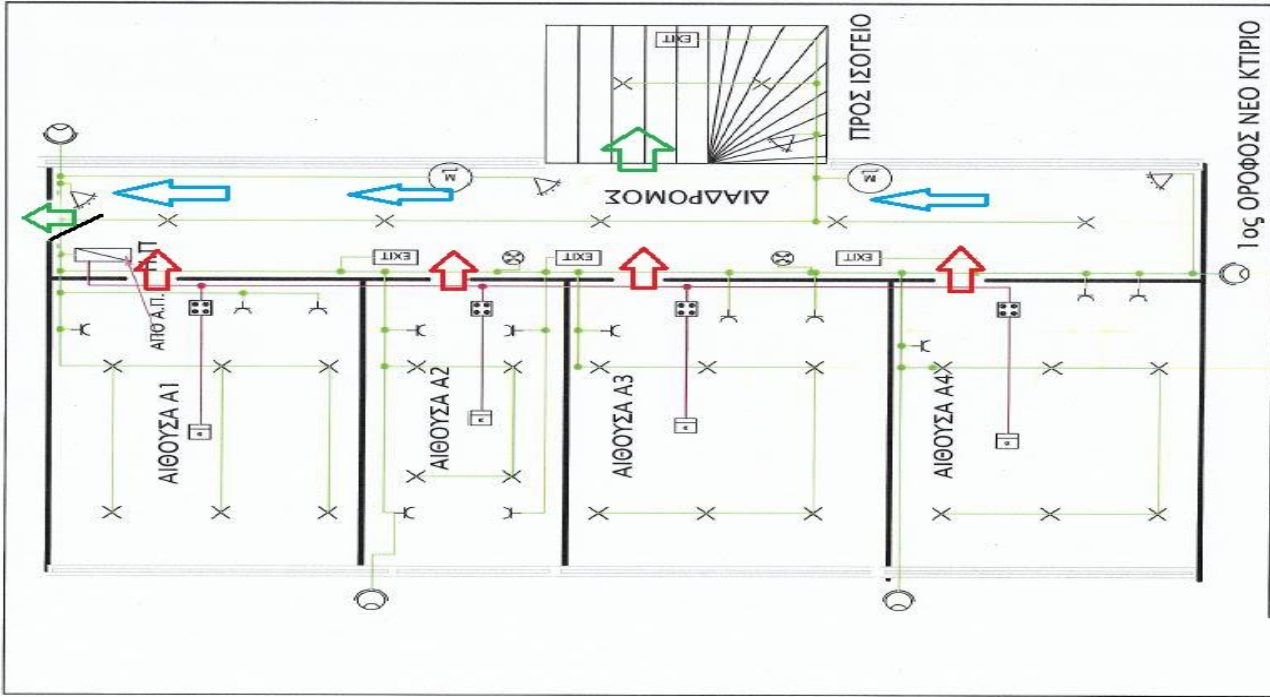 EXIT
ΠΡΟΣ ΙΣΟΓΕΙΟ
1ος ΟΡΟΦΟΣ ΝΕΟ ΚΤΙΡΙΟ
M
M
ΔΙΑΔΡΟΜΟΣ
EXIT
EXIT
EXIT
ΑΠΟ Α.Π.
ΑΙΘΟΥΣΑ Α1
ΑΙΘΟΥΣΑ Α2
ΑΙΘΟΥΣΑ Α3
ΑΙΘΟΥΣΑ Α4